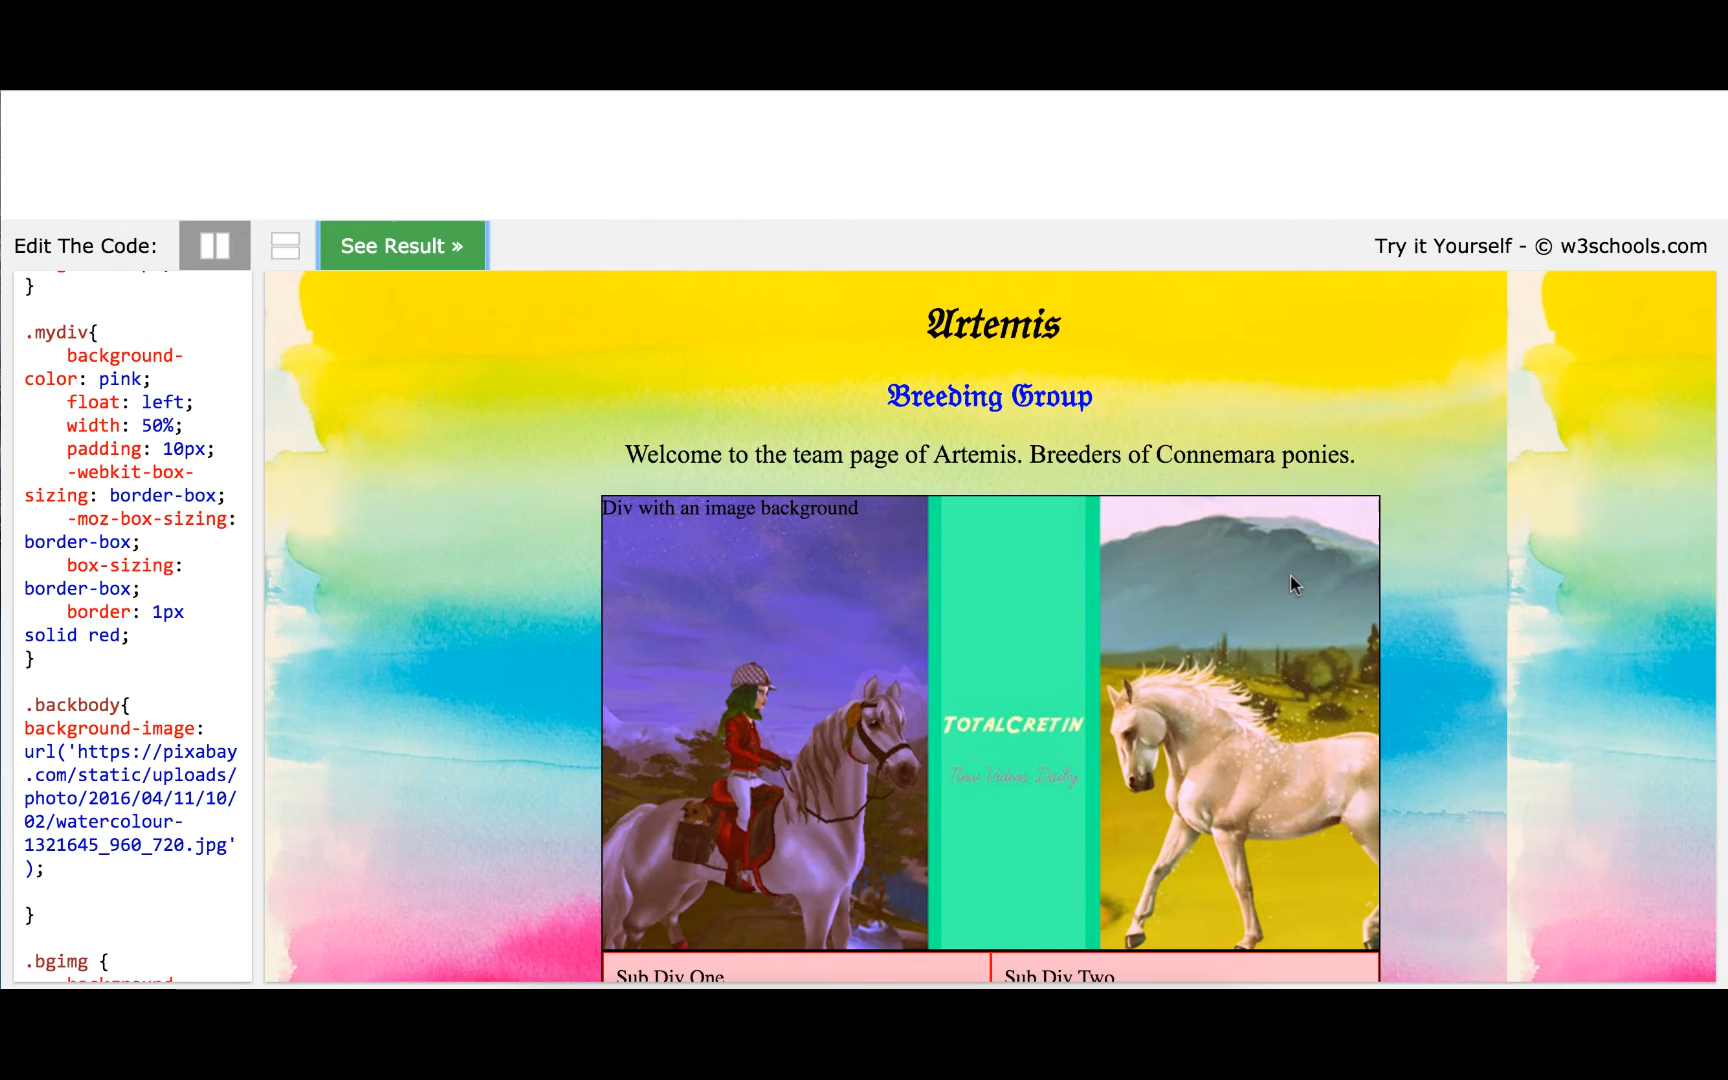 Edit The Code:
See Result »
Try it Yourself - © w3schools.com
}
.mydiv{
background-
color: pink;
float: left;
width: 50%;
padding: 10px;
-webkit-box-
sizing: border-box;
-moz-box-sizing:
border-box;
box-sizing:
border-box;
border: 1px
solid red;
}
.backbody{
background-image:
url('https://pixabay
.com/static/uploads/
photo/2016/04/11/10/
02/watercolour-
1321645_960_720.jpg'
);
}
.bgimg {
Artemis
Breeding Group
Welcome to the team page of Artemis. Breeders of Connemara ponies.
Div with an image background
TOTALCRETIN
New Videos Daily
Sub Div One
Sub Div Two